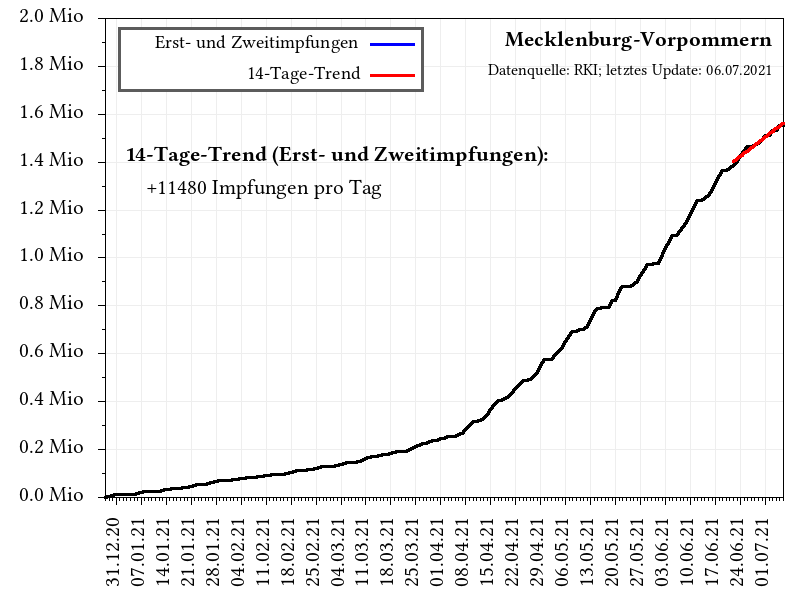 2.0 Mio
1.8 Mio
1.6 Mio
1.4 Mio
1.2 Mio
1.0 Mio
0.8 Mio
0.6 Mio
0.4 Mio
0.2 Mio
0.0 Mio
Erst- und Zweitimpfungen
14-Tage-Trend
Mecklenburg-Vorpommern
Datenquelle: RKI; letztes Update: 06.07.2021
14-Tage-Trend (Erst- und Zweitimpfungen):
+11480 Impfungen pro Tag
31.12.20
07.01.21
14.01.21
21.01.21
28.01.21
04.02.21
11.02.21
18.02.21
25.02.21
04.03.21
11.03.21
18.03.21
25.03.21
01.04.21
08.04.21
15.04.21
22.04.21
29.04.21
06.05.21
13.05.21
20.05.21
27.05.21
03.06.21
10.06.21
17.06.21
24.06.21
01.07.21